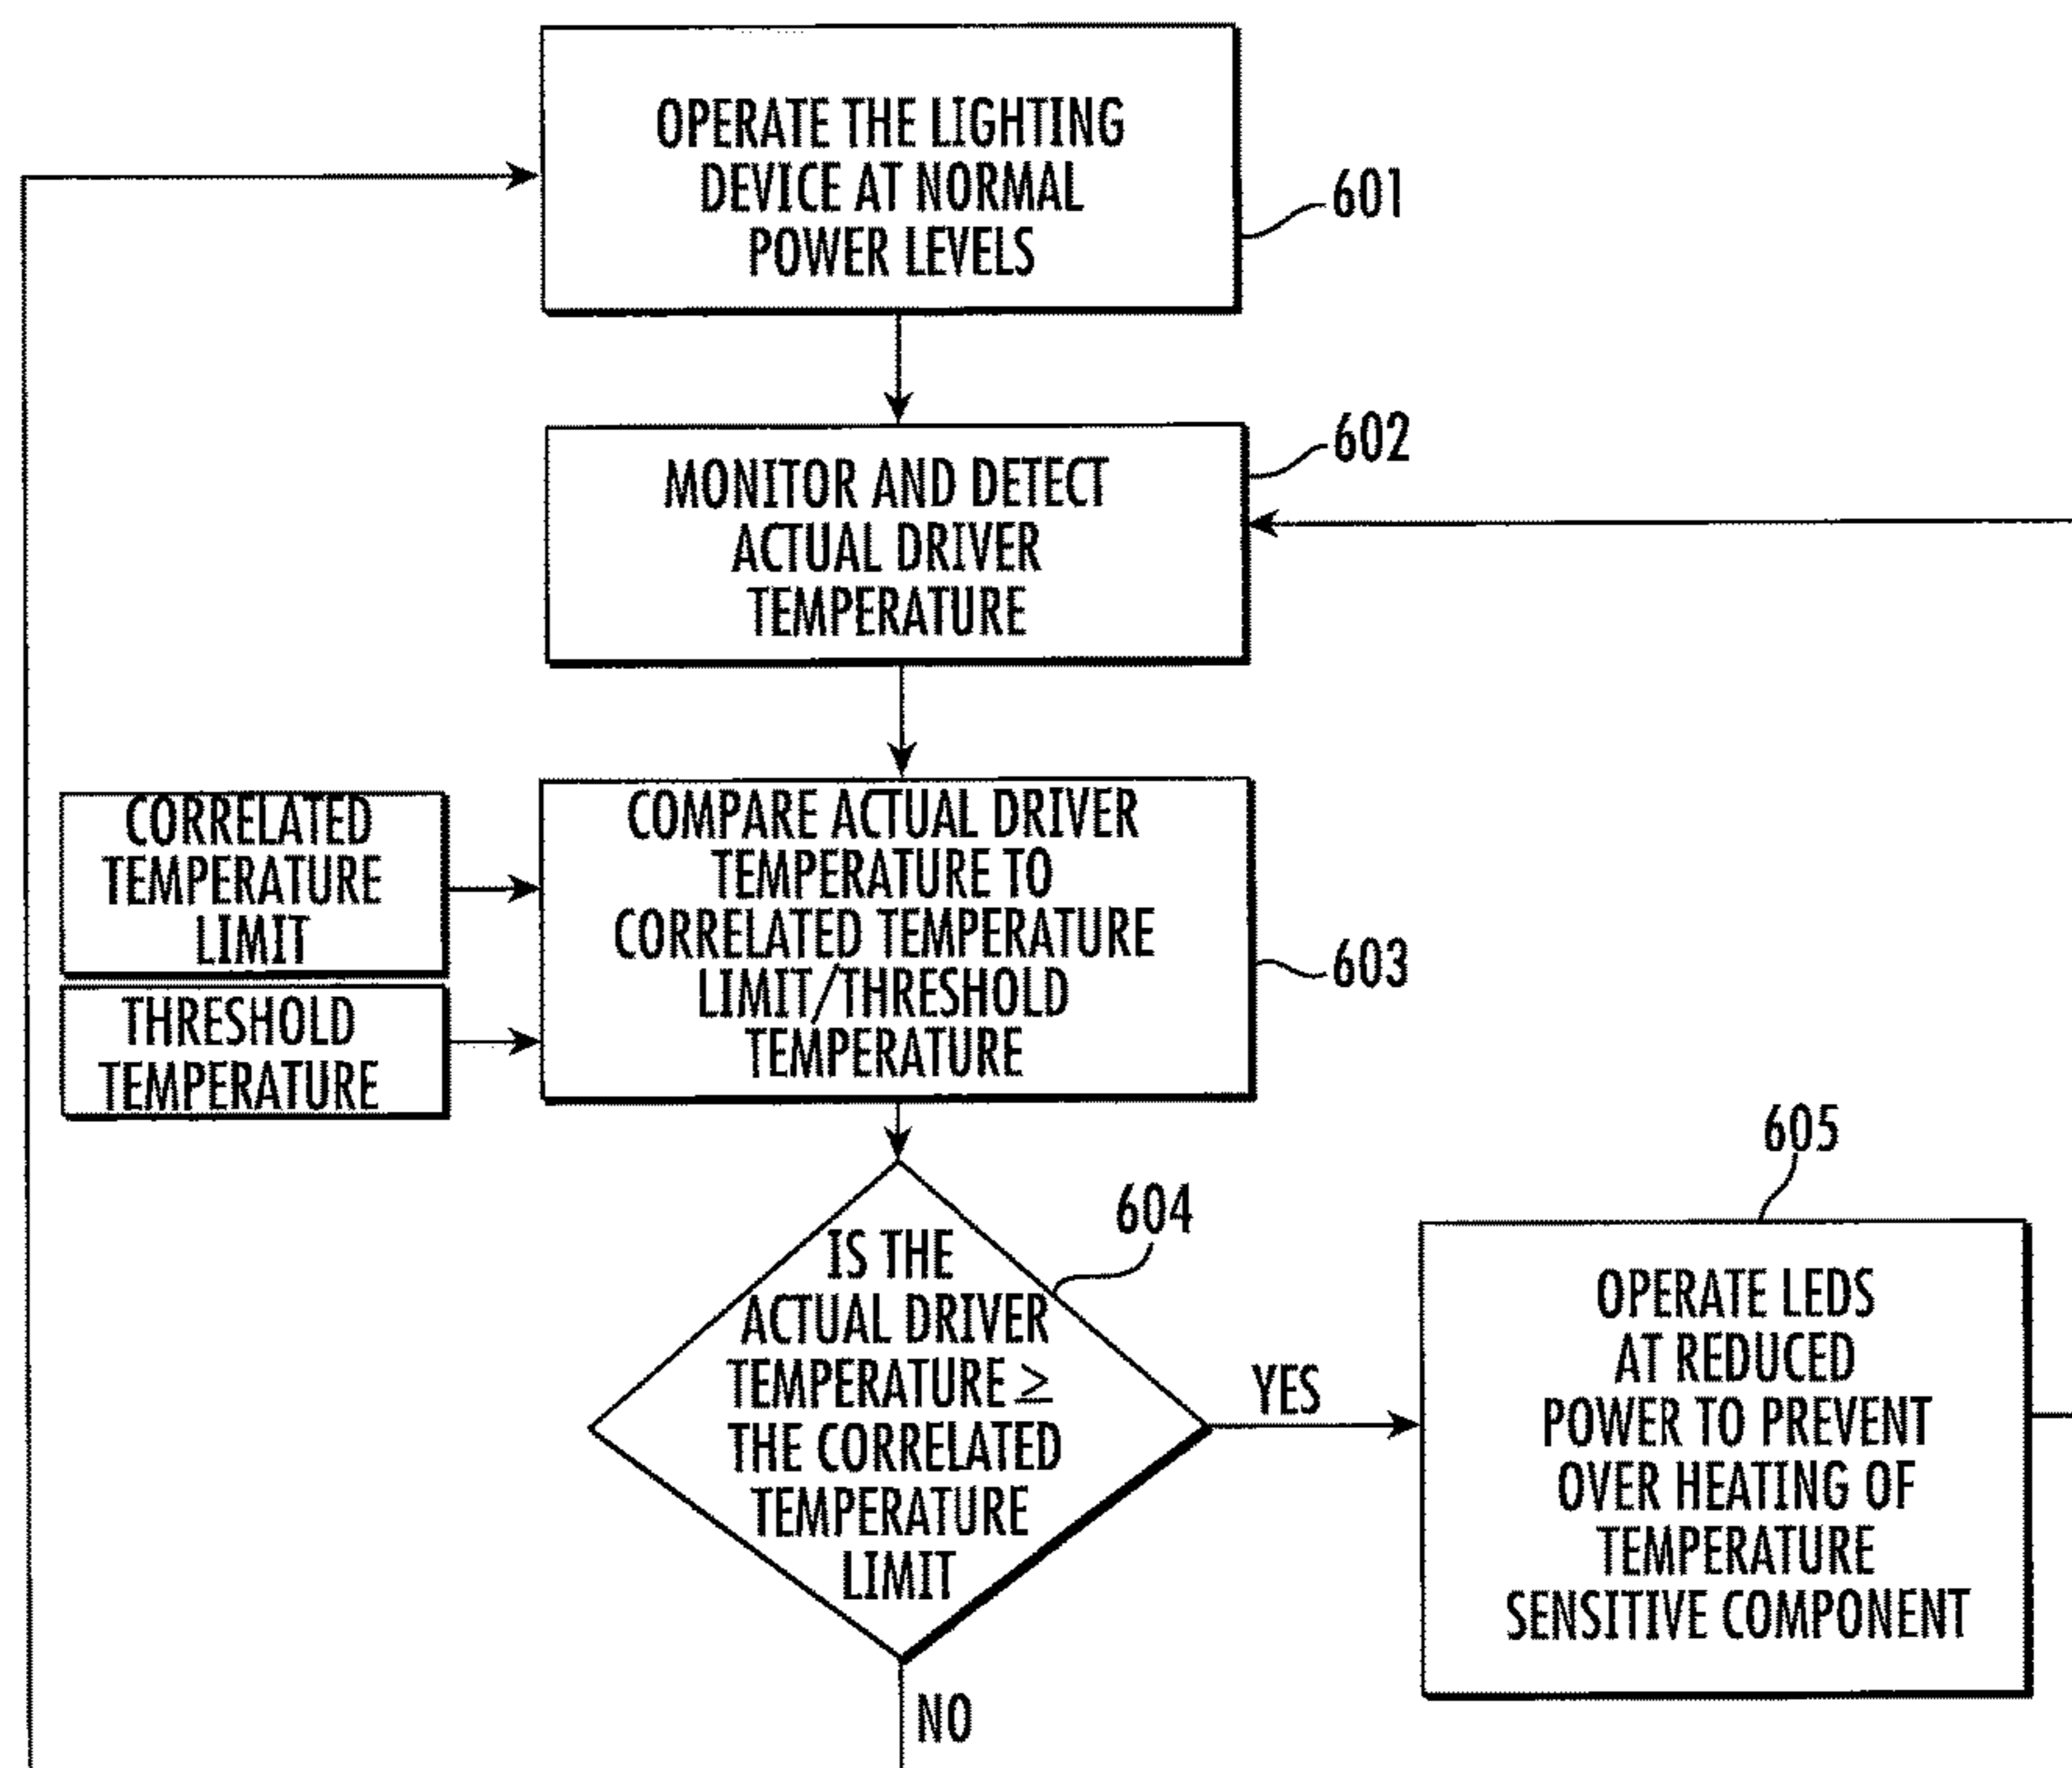 OPERATE THE LIGHTING
DEVICE AT NORMAL
POWER LEVELS
601
602
MONITOR AND DETECT
ACTUAL DRIVER
TEMPERATURE
CORRELATED
TEMPERATURE
LIMIT
THRESHOLD
TEMPERATURE
COMPARE ACTUAL DRIVER
TEMPERATURE TO
CORRELATED TEMPERATURE
LIMIT/THRESHOLD
TEMPERATURE
603
604
IS THE
ACTUAL DRIVER
TEMPERATURE ≥
THE CORRELATED
TEMPERATURE
LIMIT
YES
NO
605
OPERATE LEDS
AT REDUCED
POWER TO PREVENT
OVER HEATING OF
TEMPERATURE
SENSITIVE COMPONENT